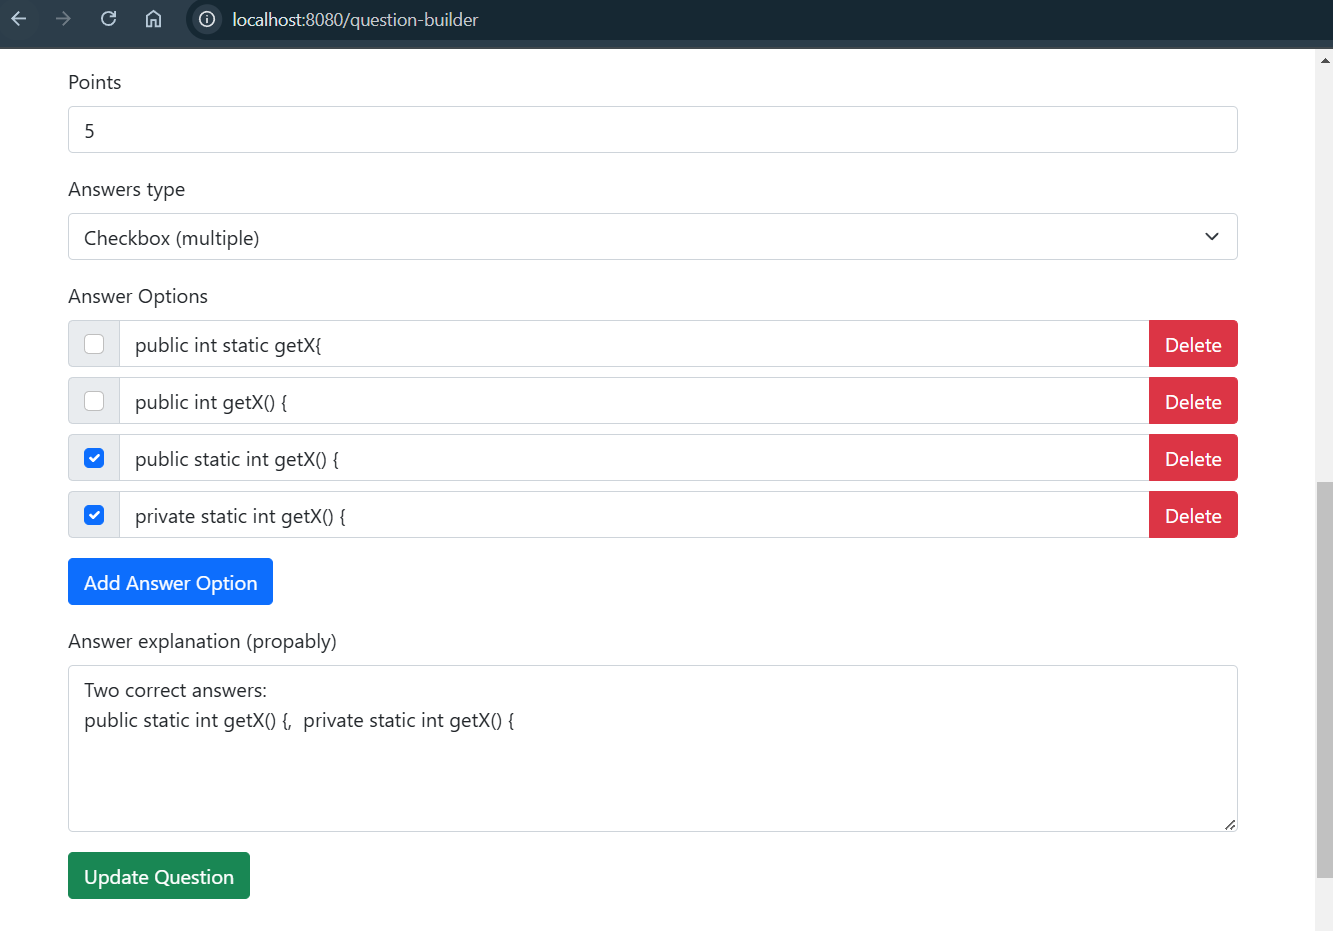 localhost:8080/question-builder
Points
5
Answers type
Checkbox (multiple)
Answer Options
public int static getX{
Delete
public int getX() {
Delete
public static int getX() {
Delete
private static int getX() {
Delete
Add Answer Option
Answer explanation (propably)
Two correct answers:
public static int getX() {,  private static int getX() {
Update Question